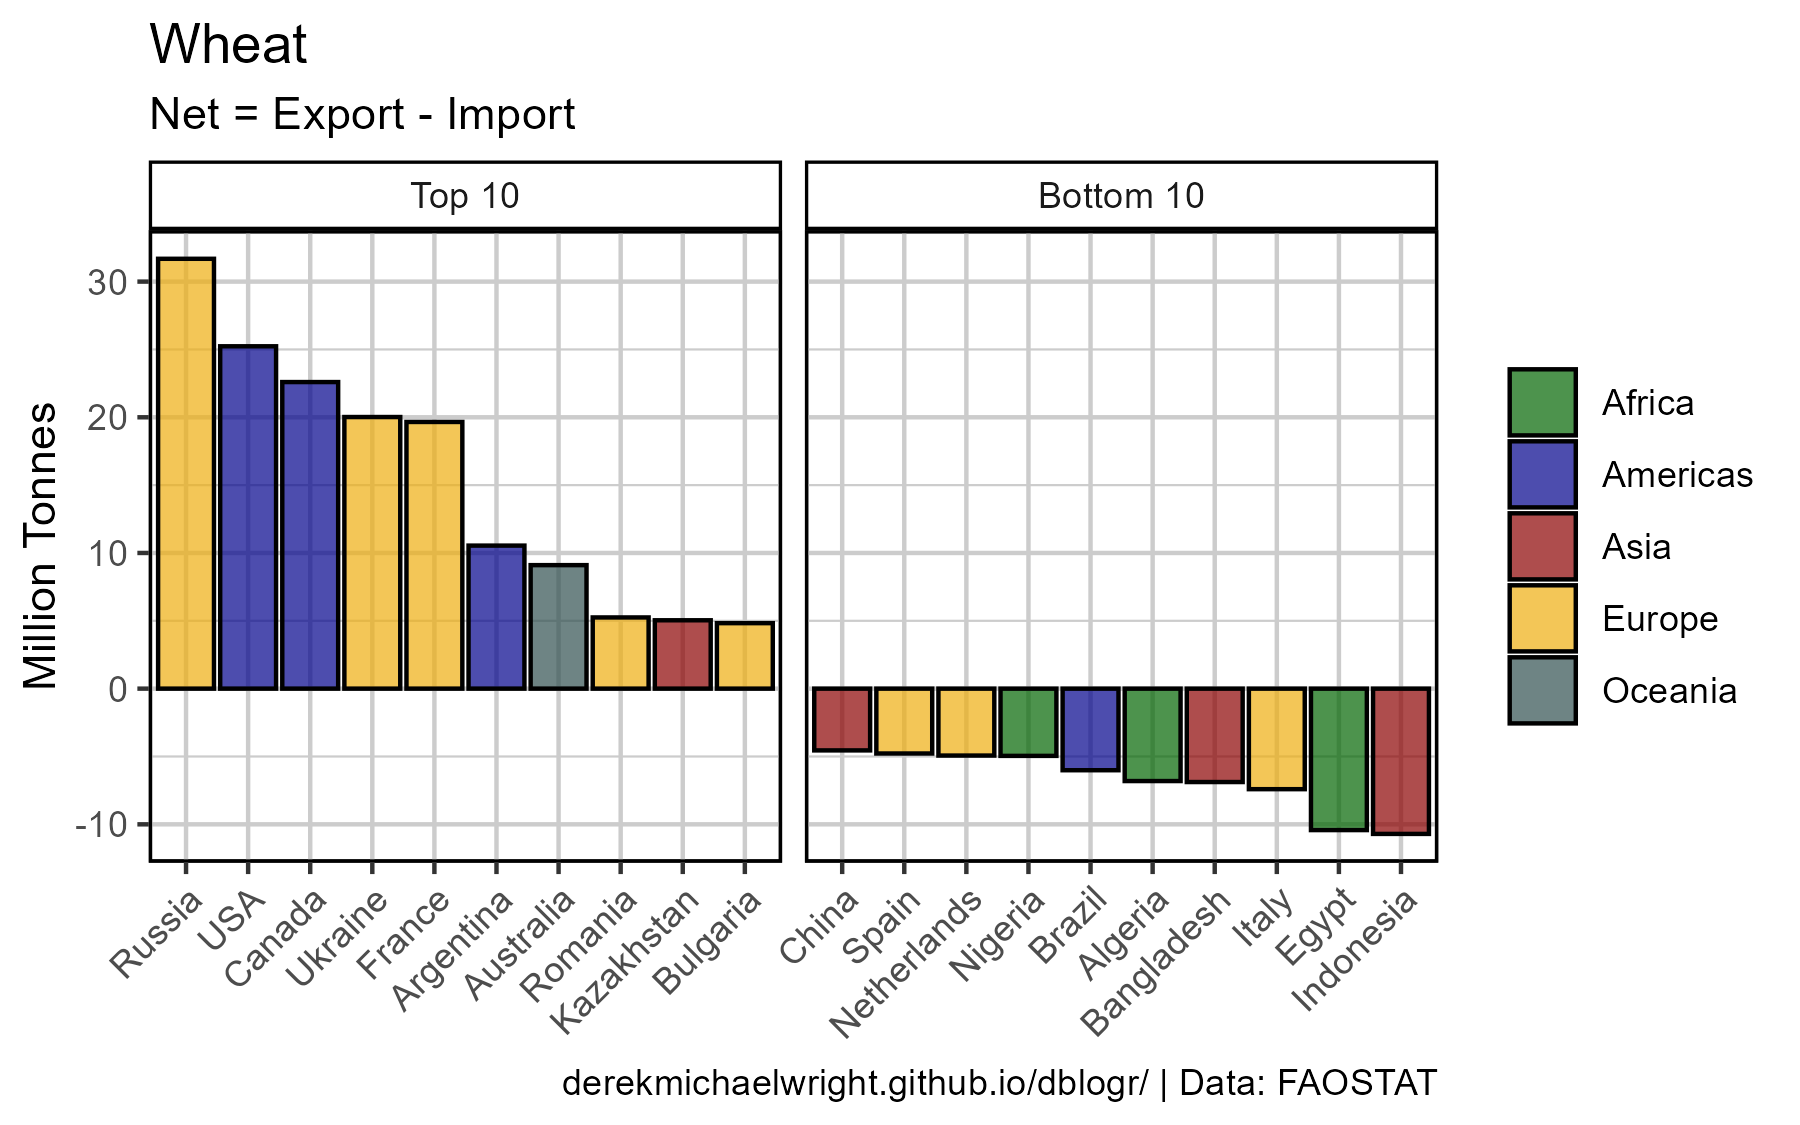 Wheat
Net = Export - Import
Top 10
Bottom 10
Million Tonnes
30
20
10
0
-10
Russia
USA
Canada
Ukraine
France
Argentina
Australia
Romania
Kazakhstan
Bulgaria
China
Spain
Netherlands
Nigeria
Brazil
Algeria
Bangladesh
Italy
Egypt
Indonesia
Africa
Americas
Asia
Europe
Oceania
derekmichaelwright.github.io/dblogr/ | Data: FAOSTAT